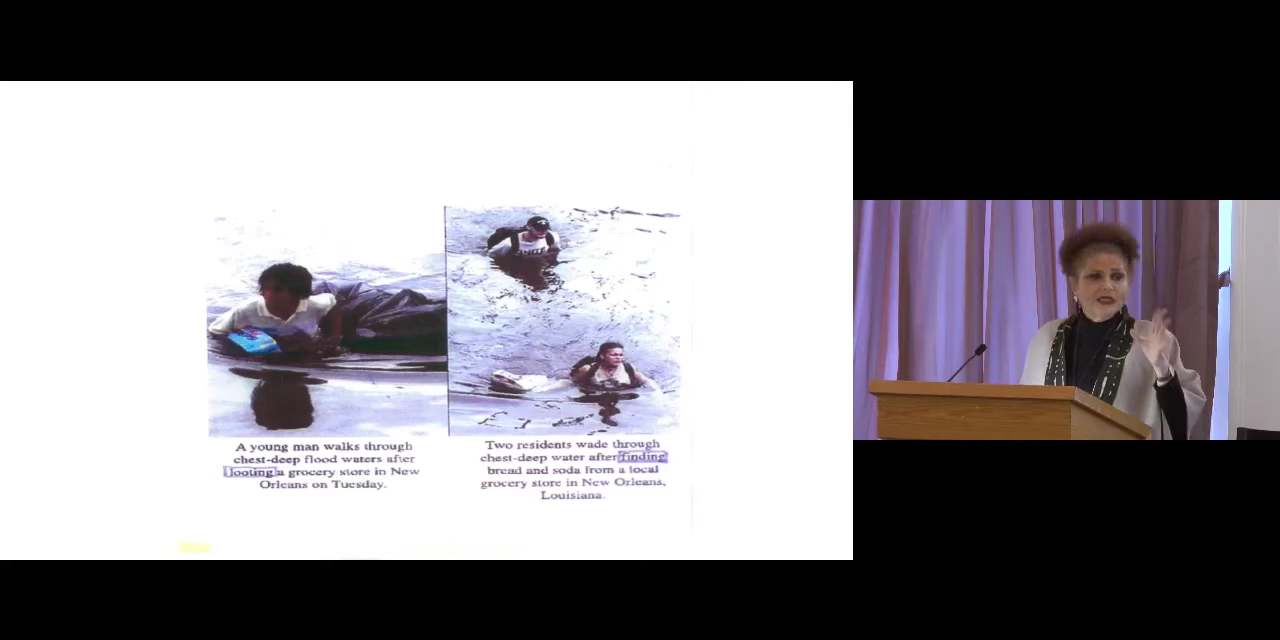 A young man walks through
chest-deep flood waters after
looting a grocery store in New
Orleans on Tuesday.
Two residents wade through
chest-deep water after finding
bread and soda from a local
grocery store in New Orleans,
Louisiana.